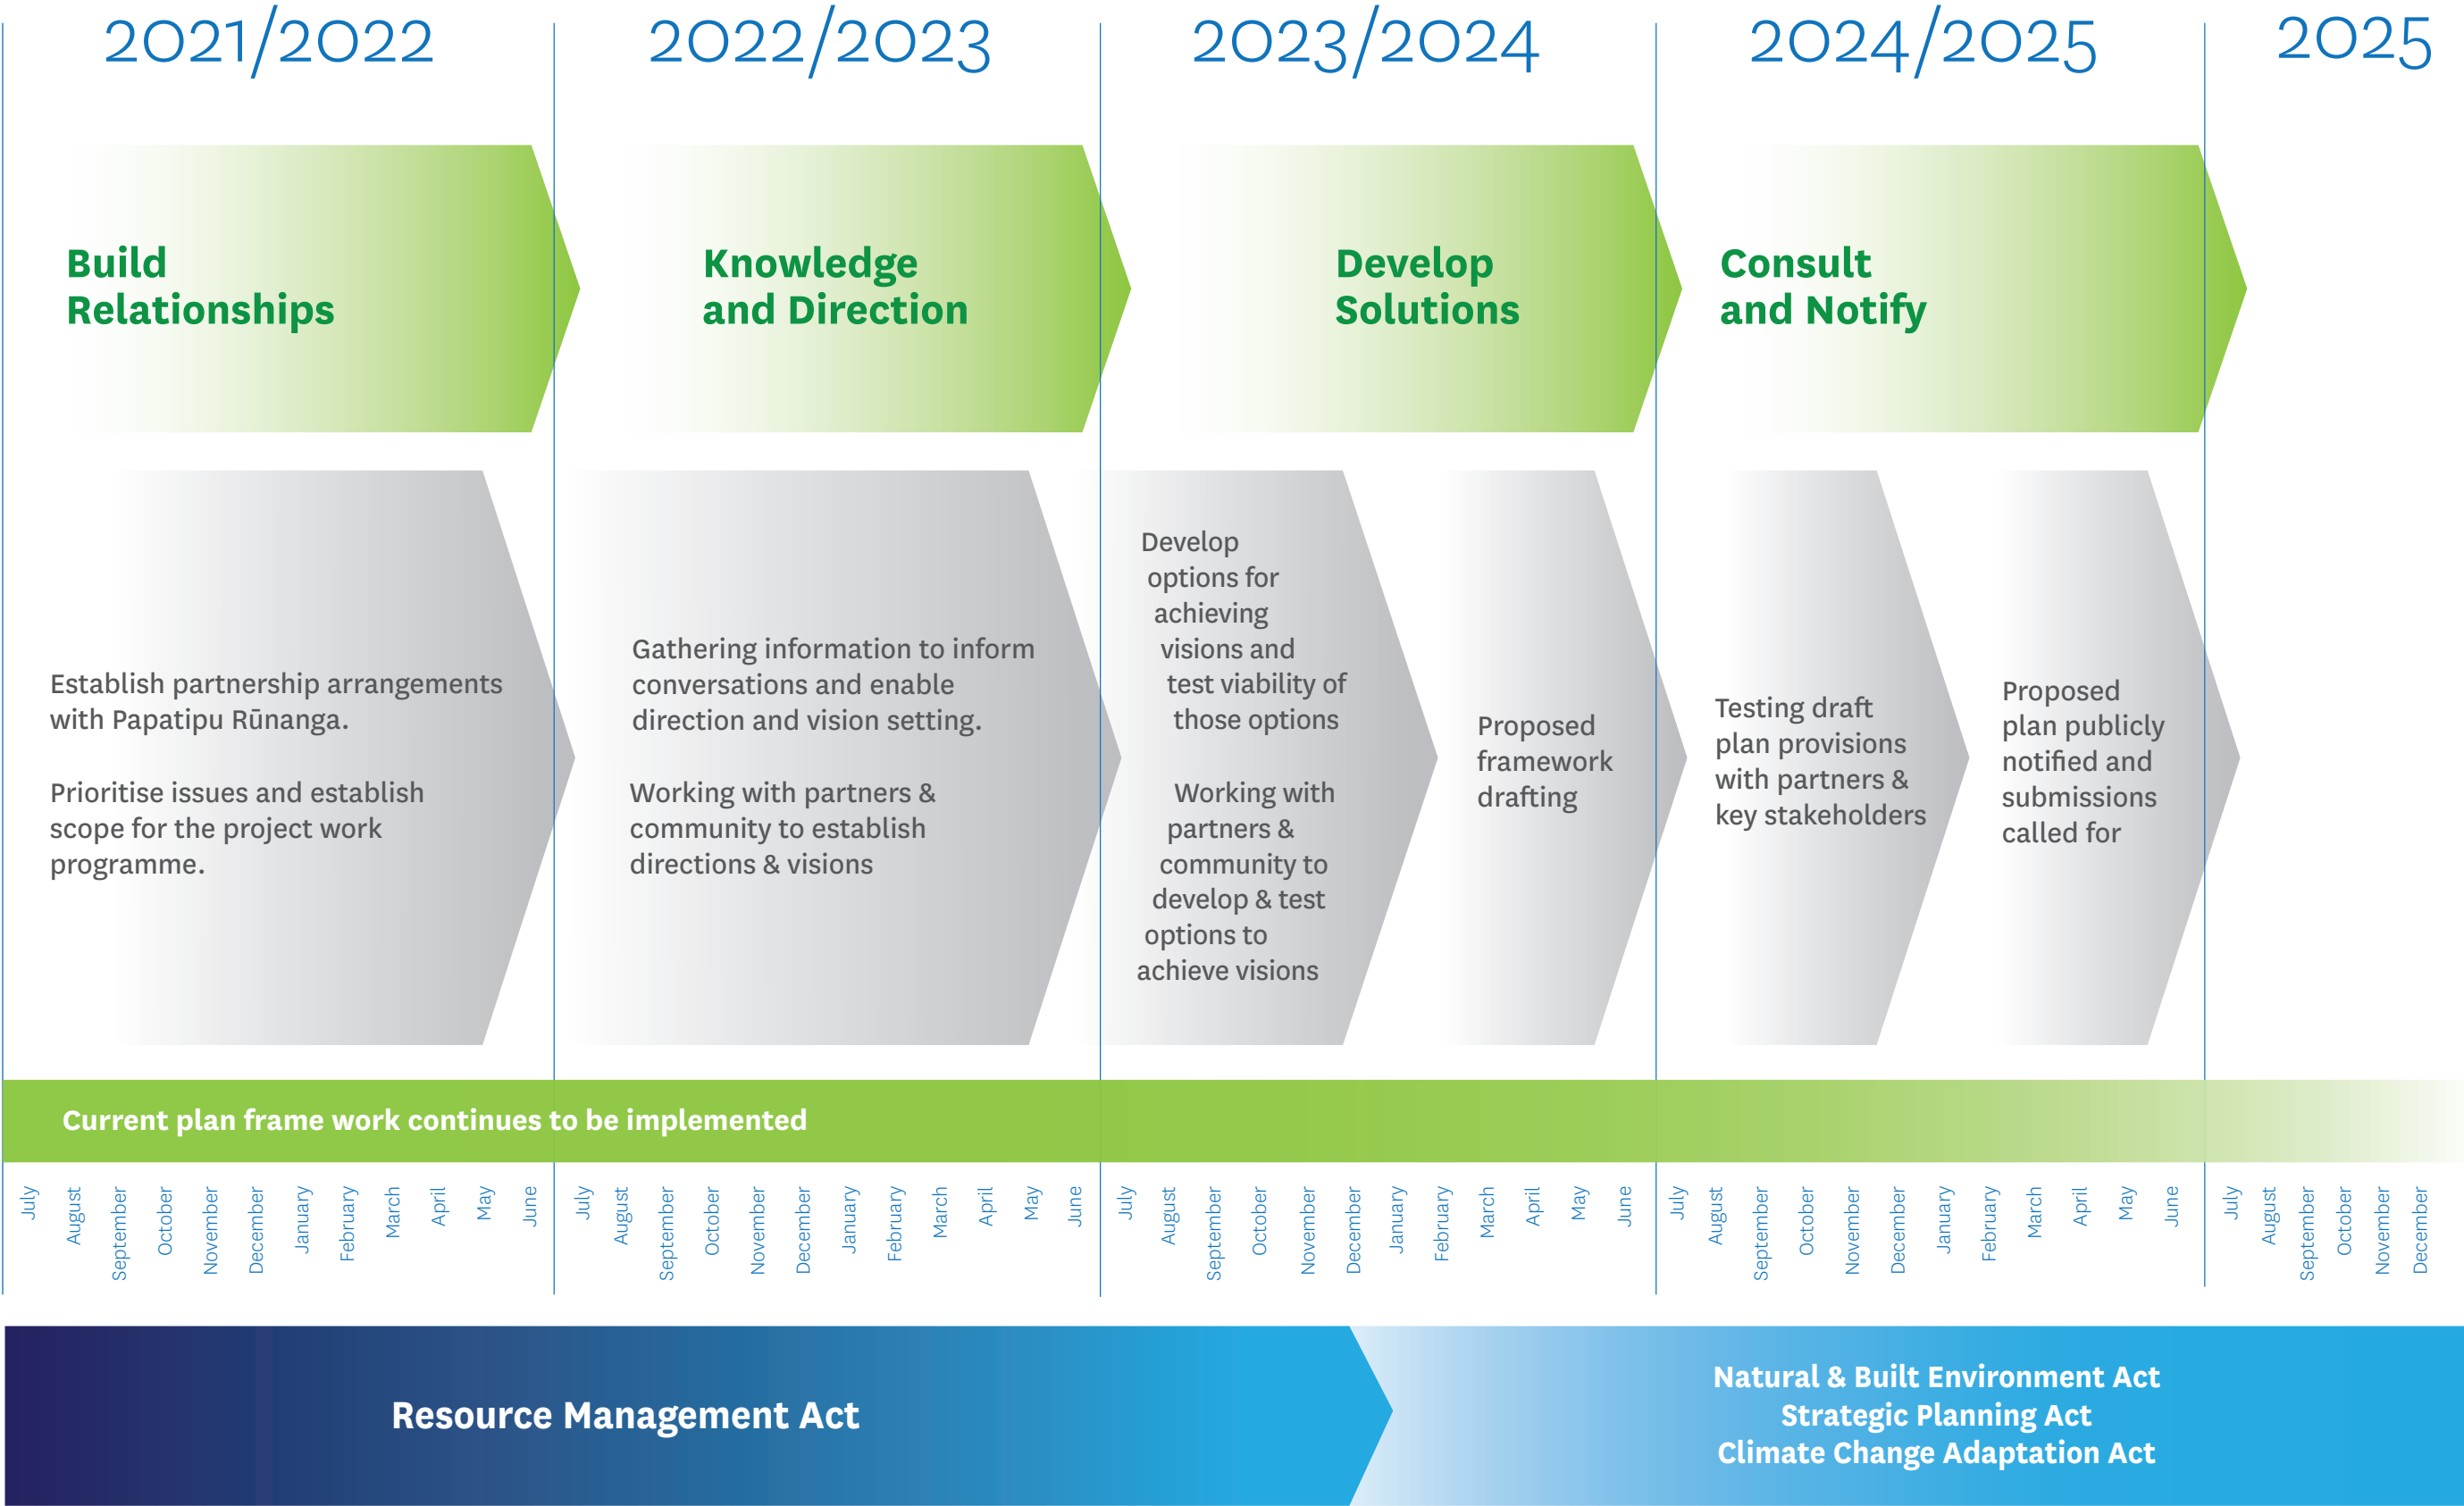 2021/2022
2022/2023
2023/2024
2024/2025
2025
Build
Relationships
Knowledge
and Direction
Develop
Solutions
Consult
and Notify
Establish partnership arrangements
with Papatipu Rūnanga.
Prioritise issues and establish
scope for the project work
programme.
Gathering information to inform
conversations and enable
direction and vision setting.
Working with partners &
community to establish
directions & visions
Develop
options for
achieving
visions and
test viability of
those options
Working with
partners &
community to
develop & test
options to
achieve visions
Proposed
framework
drafting
Testing draft
plan provisions
with partners &
key stakeholders
Proposed
plan publicly
notified and
submissions
called for
Current plan frame work continues to be implemented
July
August
September
October
November
December
January
February
March
April
May
June
July
August
September
October
November
December
January
February
March
April
May
June
July
August
September
October
November
December
January
February
March
April
May
June
July
August
September
October
November
December
January
February
March
April
May
June
July
August
September
October
November
December
Resource Management Act
Natural & Built Environment Act
Strategic Planning Act
Climate Change Adaptation Act